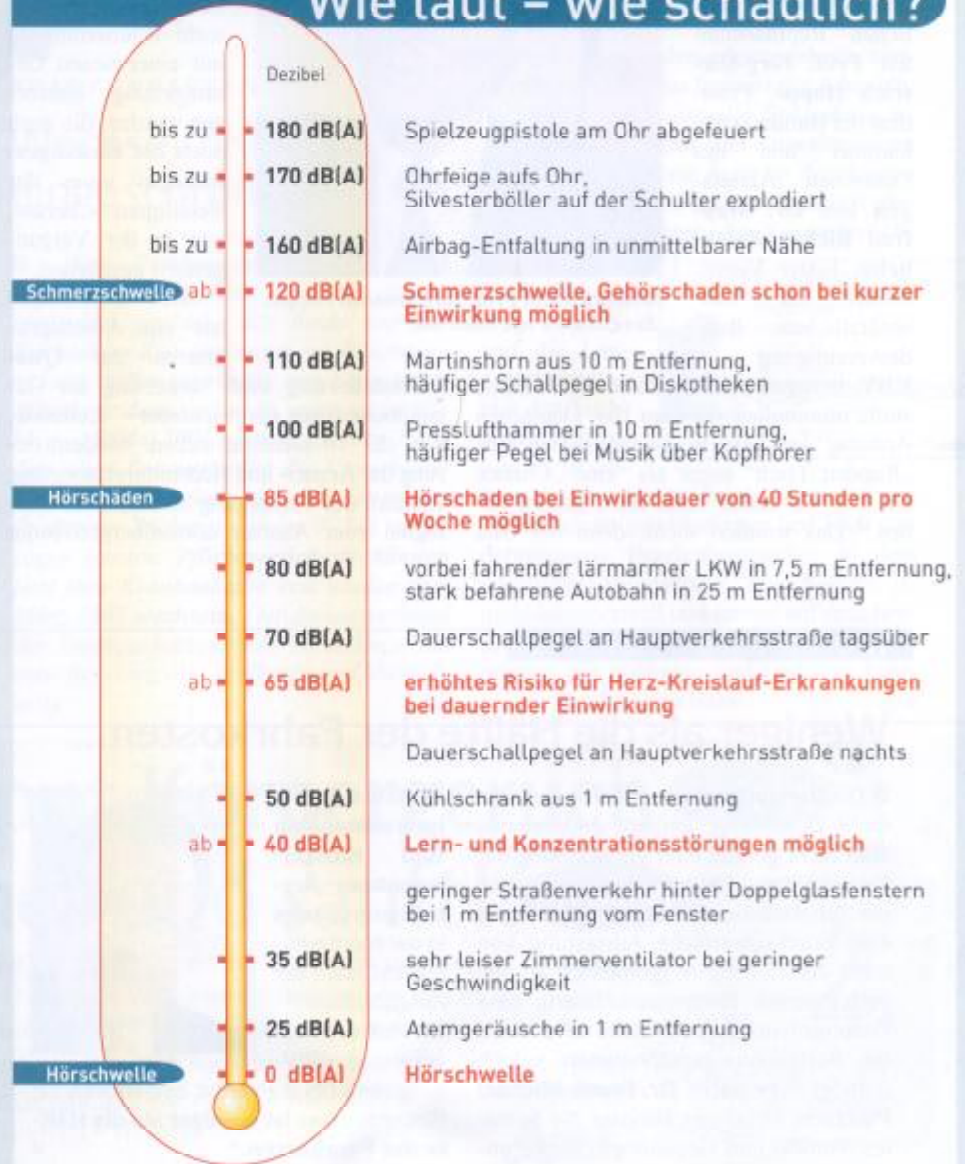 Wie laut – wie schädlich?
Dezibel
bis zu 180 dB(A) Spielzeugpistole am Ohr abgefeuert
bis zu 170 dB(A) Ohrfeige aufs Ohr,
Silvesterböller auf der Schulter explodiert
bis zu 160 dB(A) Airbag-Entfaltung in unmittelbarer Nähe
Schmerzschwelle ab 120 dB(A) Schmerzschwelle, Gehörschaden schon bei kurzer
Einwirkung möglich
110 dB(A) Martinshorn aus 10 m Entfernung,
häufiger Schallpegel in Diskotheken
100 dB(A) Presslufthammer in 10 m Entfernung,
häufiger Pegel bei Musik über Kopfhörer
Hörschäden 85 dB(A) Hörschaden bei Einwirkdauer von 40 Stunden pro
Woche möglich
80 dB(A) vorbei fahrender lärmarmer LKW in 7,5 m Entfernung,
stark befahrene Autobahn in 25 m Entfernung
70 dB(A) Dauerschallpegel an Hauptverkehrsstraße tagsüber
ab 65 dB(A) erhöhtes Risiko für Herz-Kreislauf-Erkrankungen
bei dauernder Einwirkung
Dauerschallpegel an Hauptverkehrsstraße nachts
50 dB(A) Kühlschrank aus 1 m Entfernung
ab 40 dB(A) Lern- und Konzentrationsstörungen möglich
geringer Straßenverkehr hinter Doppelglasfenstern
bei 1 m Entfernung vom Fenster
35 dB(A) sehr leiser Zimmerventilator bei geringer
Geschwindigkeit
25 dB(A) Atemgeräusche in 1 m Entfernung
Hörschwelle 0 dB(A) Hörschwelle